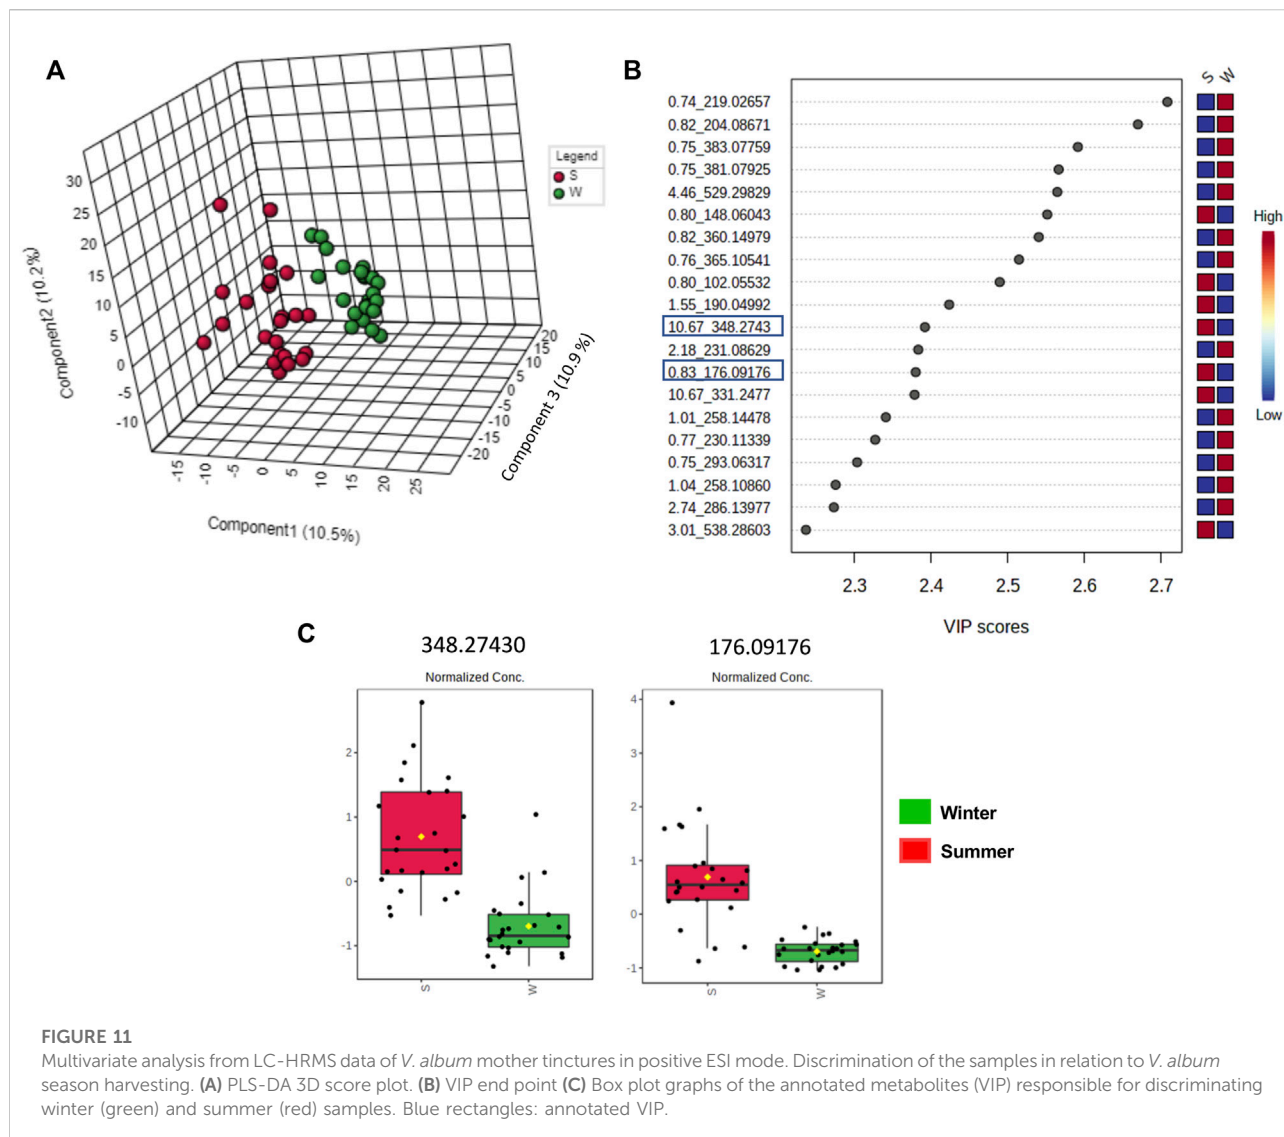 A
Legend
S
W
30
25
20
15
10
5
0
-5
-10
Component2 (10.2%)
-15
-10
-5
0
5
10
15
20
25
Component1 (10.5%)
20
15
10
5
0
-5
-10
-15
-20
Component 3 (10.9 %)
B
S W
0.74_219.02657
0.82_204.08671
0.75_383.07759
0.75_381.07925
4.46_529.29829
0.80_148.06043
0.82_360.14979
0.76_365.10541
0.80_102.05532
1.55_190.04992
10.67_348.2743
2.18_231.08629
0.83_176.09176
10.67_331.2477
1.01_258.14478
0.77_230.11339
0.75_293.06317
1.04_258.10860
2.74_286.13977
3.01_538.28603
2.3 2.4 2.5 2.6 2.7
VIP scores
High
Low
C
348.27430
Normalized Conc.
2
1
0
-1
S W
176.09176
Normalized Conc.
4
3
2
1
0
-1
S W
Winter
Summer
FIGURE 11
Multivariate analysis from LC-HRMS data of V. album mother tinctures in positive ESI mode. Discrimination of the samples in relation to V. album
season harvesting. (A) PLS-DA 3D score plot. (B) VIP end point (C) Box plot graphs of the annotated metabolites (VIP) responsible for discriminating
winter (green) and summer (red) samples. Blue rectangles: annotated VIP.